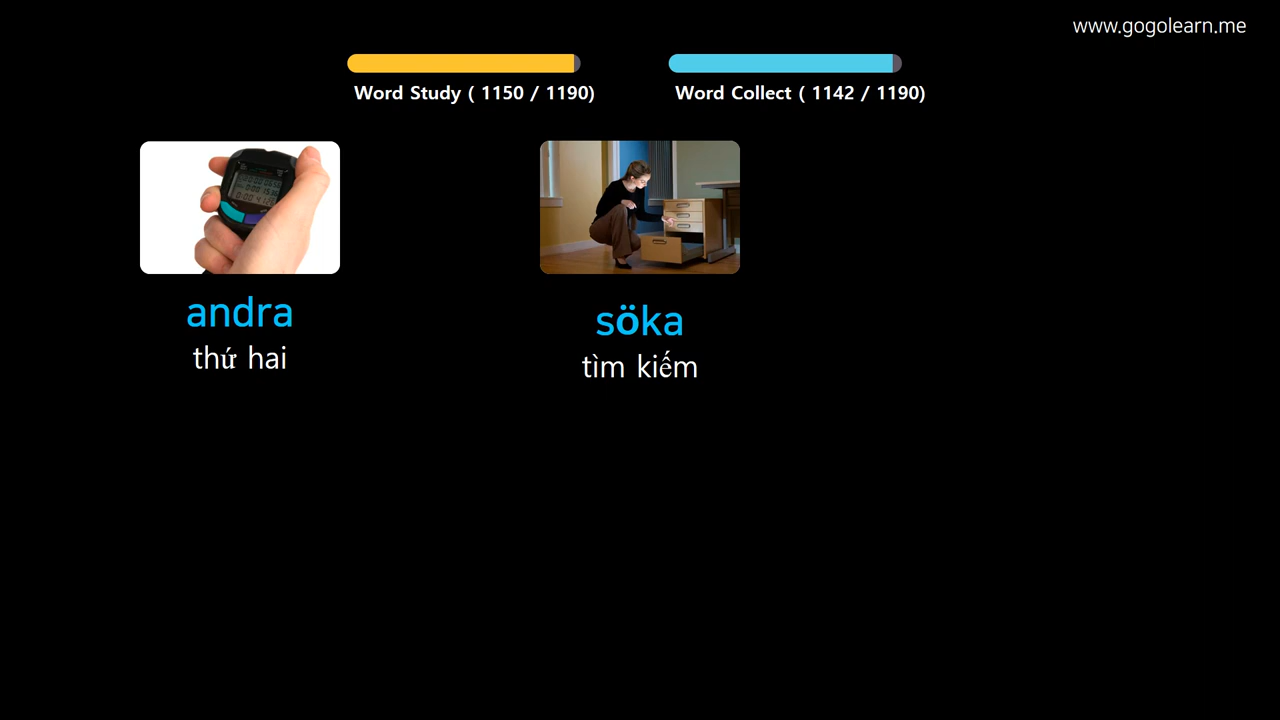 www.gogolearn.me
Word Study ( 1150 / 1190)
Word Collect ( 1142 / 1190)
andra
thứ hai
söka
tìm kiếm